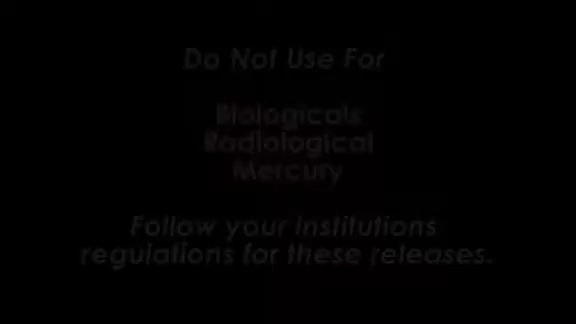 Do Not Use For
Biologicals
Radiological
Mercury
Follow your institutions
regulations for these releases.